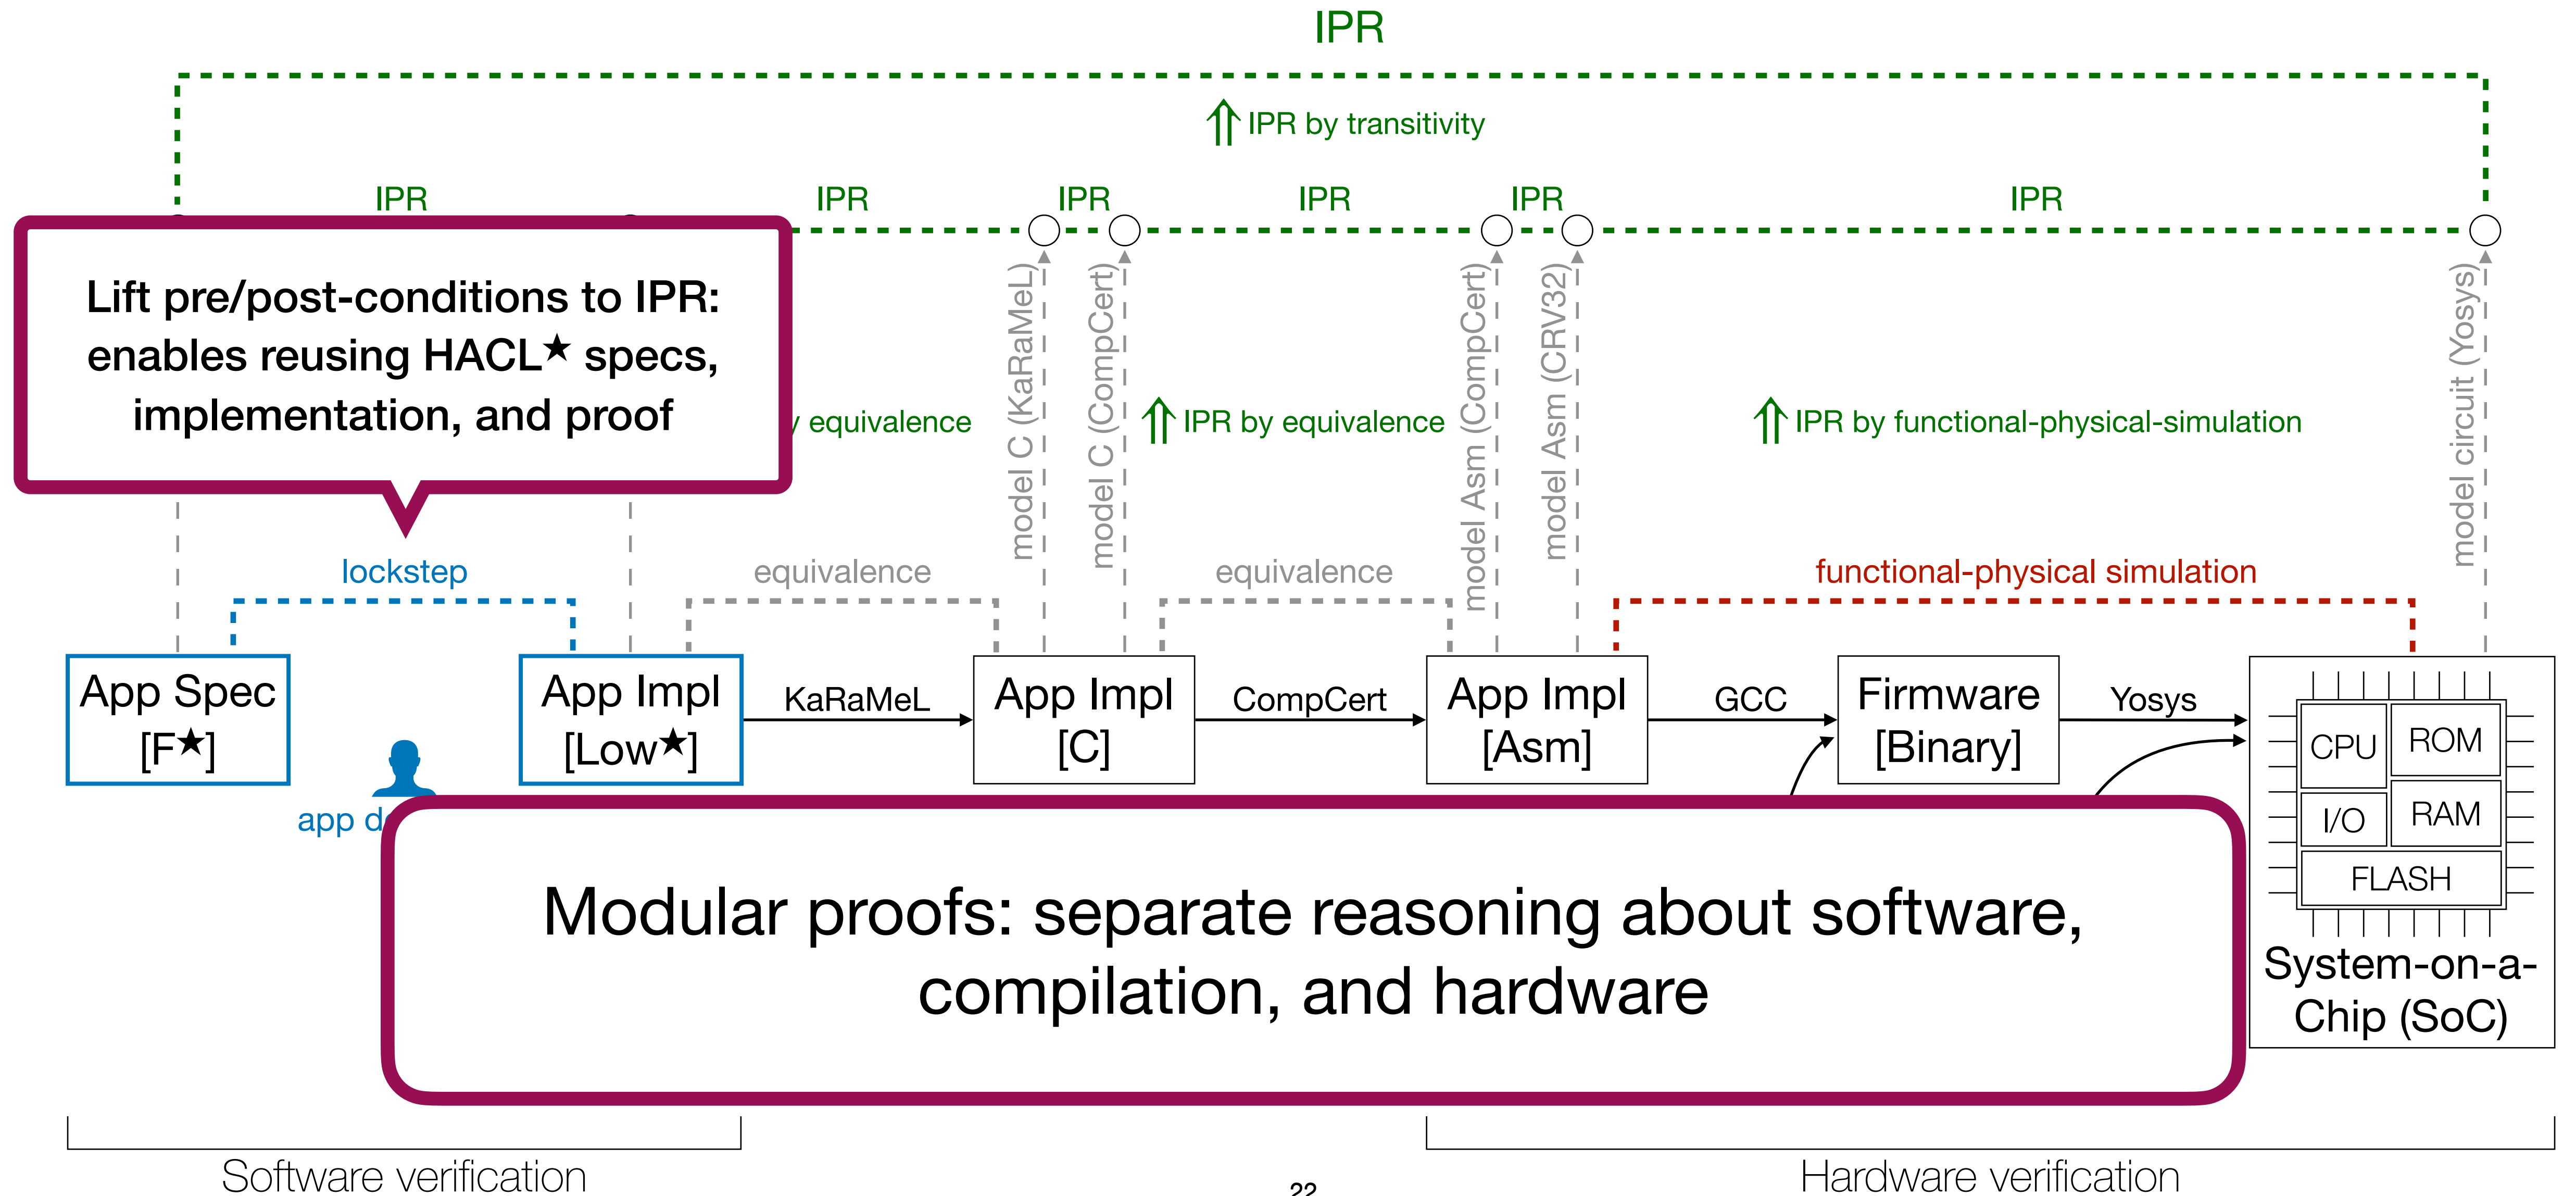 IPR
IPR by transitivity
IPR
IPR
IPR
IPR
IPR
IPR
Lift pre/post-conditions to IPR:
enables reusing HACL★ specs,
implementation, and proof
equivalence
IPR by equivalence
IPR by functional-physical-simulation
model C (KaRaMeL)
model C (CompCert)
model Asm (CompCert)
model Asm (CRV32)
model circuit (Yosys)
lockstep
equivalence
equivalence
functional-physical simulation
App Spec
[F★]
App Impl
[Low★]
KaRaMeL
App Impl
[C]
CompCert
App Impl
[Asm]
GCC
Firmware
[Binary]
Yosys
CPU
ROM
I/O
RAM
FLASH
System-on-a-
Chip (SoC)
app
Modular proofs: separate reasoning about software,
compilation, and hardware
Software verification
22
Hardware verification